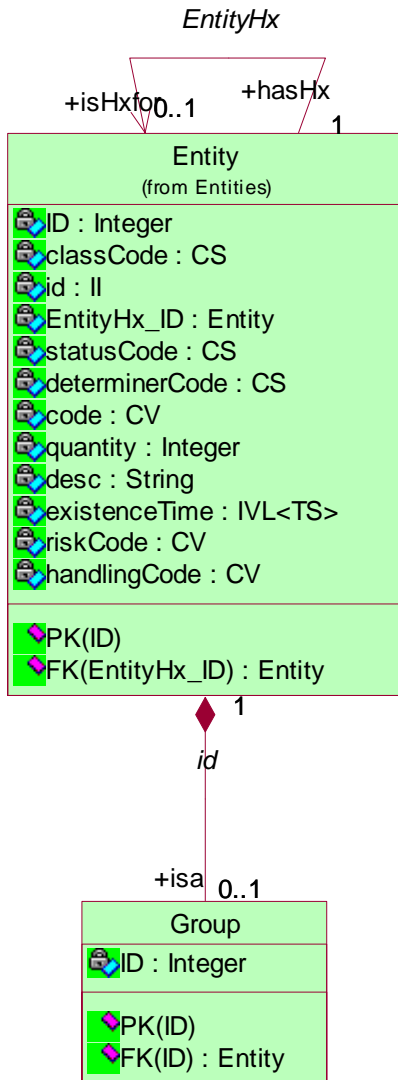 EntityHx
+isHxfor 0..1 +hasHx
1
Entity
(from Entities)
ID : Integer
classCode : CS
id : II
EntityHx_ID : Entity
statusCode : CS
determinerCode : CS
code : CV
quantity : Integer
desc : String
existenceTime : IVL<TS>
riskCode : CV
handlingCode : CV
PK(ID)
FK(EntityHx_ID) : Entity
1
id
+isa 0..1
Group
ID : Integer
PK(ID)
FK(ID) : Entity